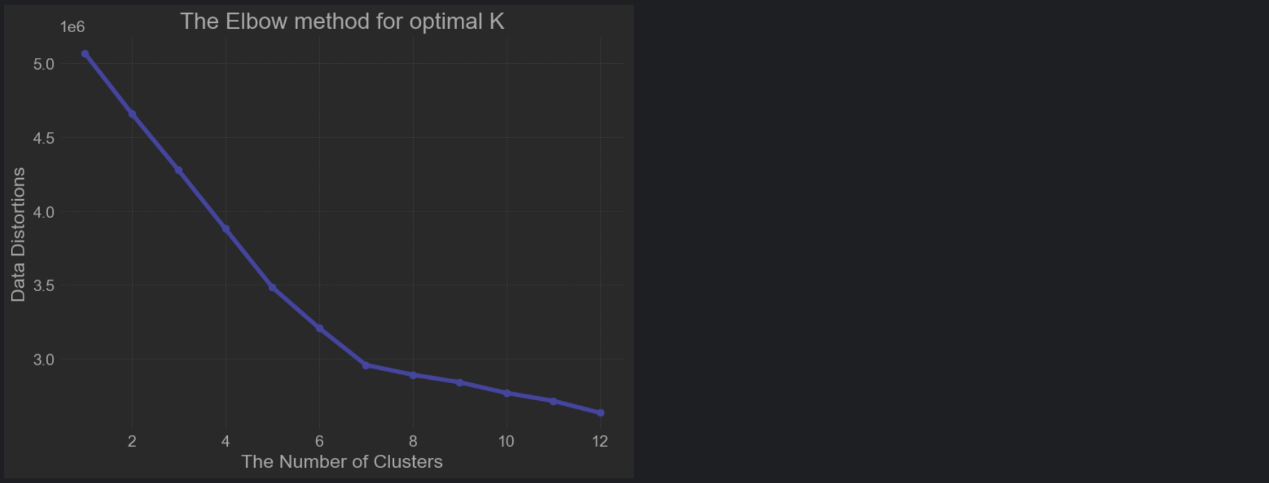 The Elbow method for optimal K
1e6
5.0
4.5
4.0
3.5
3.0
Data Distortions
2 4 6 8 10 12
The Number of Clusters